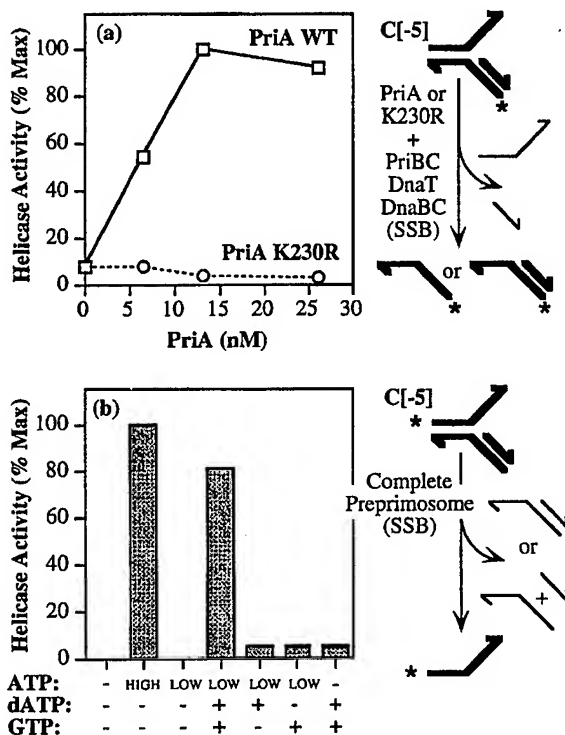 (a)
PriA WT
PriA K230R
Helicase Activity (% Max)
100
80
60
40
20
0
0 5 10 15 20 25 30
PriA (nM)
C[-5]
*
PriA or
K230R
+
PriBC
DnaT
DnaBC
(SSB)
or
* *
(b)
Helicase Activity (% Max)
100
80
60
40
20
0
ATP: - HIGH LOW LOW LOW LOW -
dATP: - - - + + - +
GTP: - - - + - + +
C[-5]
*
Complete
Preprimosome
(SSB)
or
+
*